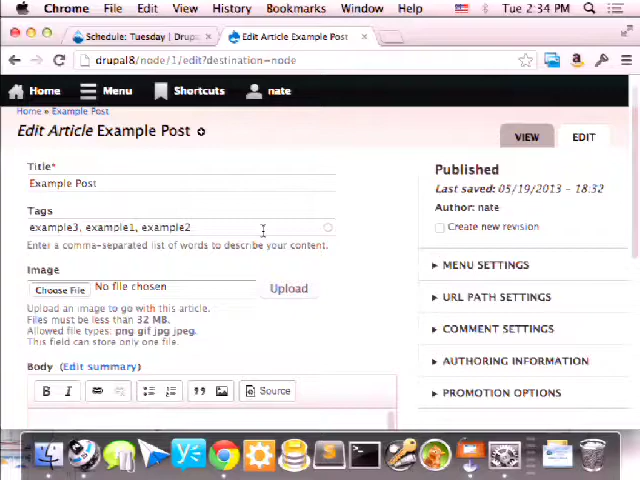 Chrome File Edit View History Bookmarks Window Help Tue 2:34 PM
Schedule: Tuesday | Drupa × Edit Article Example Post ×
drupal8/node/1/edit?destination=node
Home Menu Shortcuts nate
Home » Example Post
Edit Article Example Post
VIEW EDIT
Title*
Example Post
Tags
example3, example1, example2
Enter a comma-separated list of words to describe your content.
Image
Choose File No file chosen Upload
Upload an image to go with this article.
Files must be less than 32 MB.
Allowed file types: png gif jpg jpeg.
This field can store only one file.
Body (Edit summary)
B I Source
Published
Last saved: 05/19/2013 - 18:32
Author: nate
Create new revision
MENU SETTINGS
URL PATH SETTINGS
COMMENT SETTINGS
AUTHORING INFORMATION
PROMOTION OPTIONS